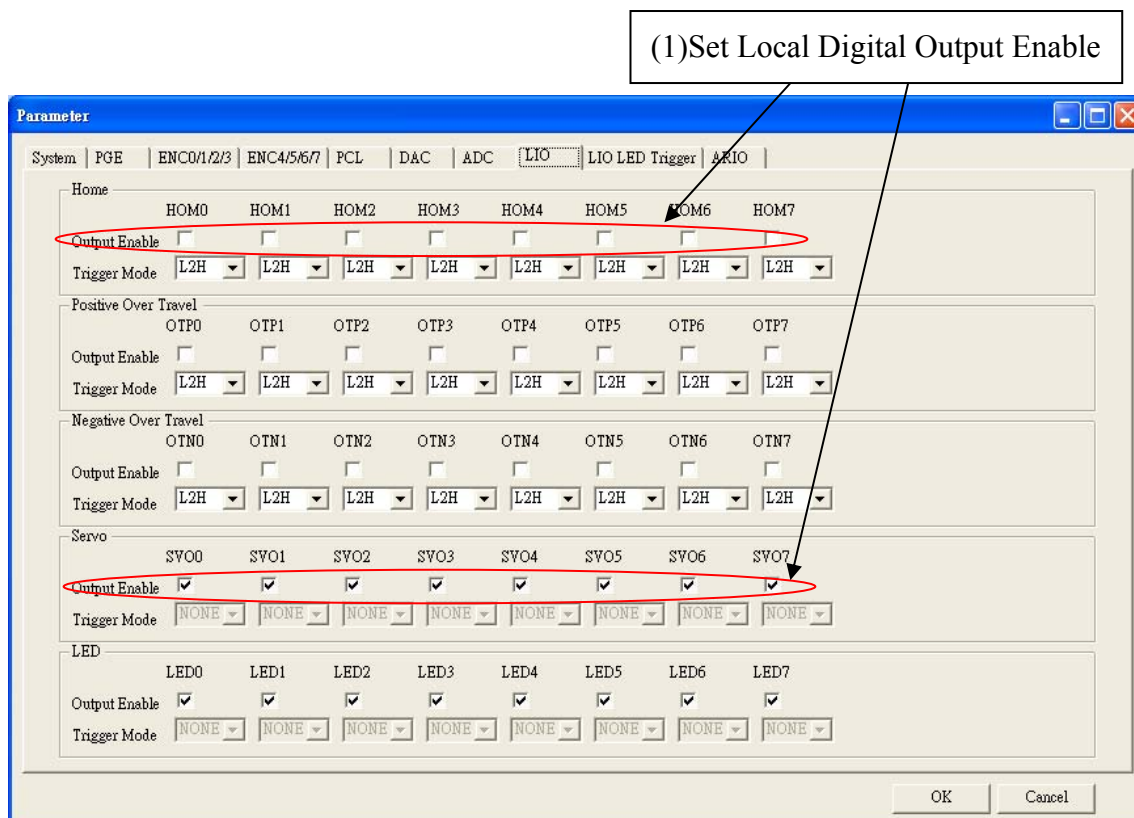 (1)Set Local Digital Output Enable
Parameter
System PGE ENC0/1/2/3 ENC4/5/6/7 PCL DAC ADC LIO LIO LED Trigger ARIO
Home
HOM0 HOM1 HOM2 HOM3 HOM4 HOM5 HOM6 HOM7
Output Enable
Trigger Mode L2H L2H L2H L2H L2H L2H L2H L2H
Positive Over Travel
OTP0 OTP1 OTP2 OTP3 OTP4 OTP5 OTP6 OTP7
Output Enable
Trigger Mode L2H L2H L2H L2H L2H L2H L2H L2H
Negative Over Travel
OTN0 OTN1 OTN2 OTN3 OTN4 OTN5 OTN6 OTN7
Output Enable
Trigger Mode L2H L2H L2H L2H L2H L2H L2H L2H
Servo
SVO0 SVO1 SVO2 SVO3 SVO4 SVO5 SVO6 SVO7
Output Enable
Trigger Mode NONE NONE NONE NONE NONE NONE NONE NONE
LED
LED0 LED1 LED2 LED3 LED4 LED5 LED6 LED7
Output Enable
Trigger Mode NONE NONE NONE NONE NONE NONE NONE NONE
OK Cancel